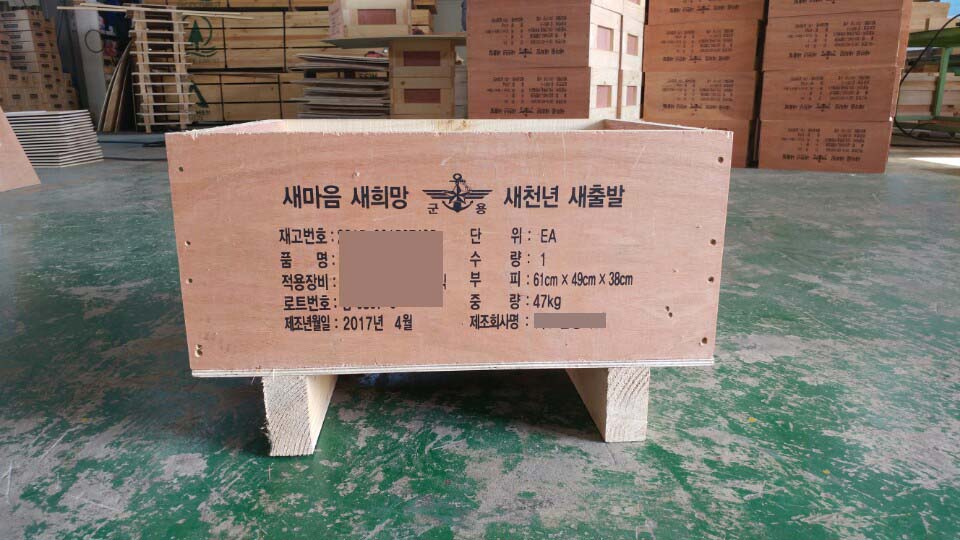 새마음 새희망 군 용 새천년 새출발
재고번호: 단 위: EA
품 명: 수 량: 1
적용장비: 부 피: 61cm × 49cm × 38cm
로트번호: 중 량: 47kg
제조년월일: 2017년 4월 제조회사명: